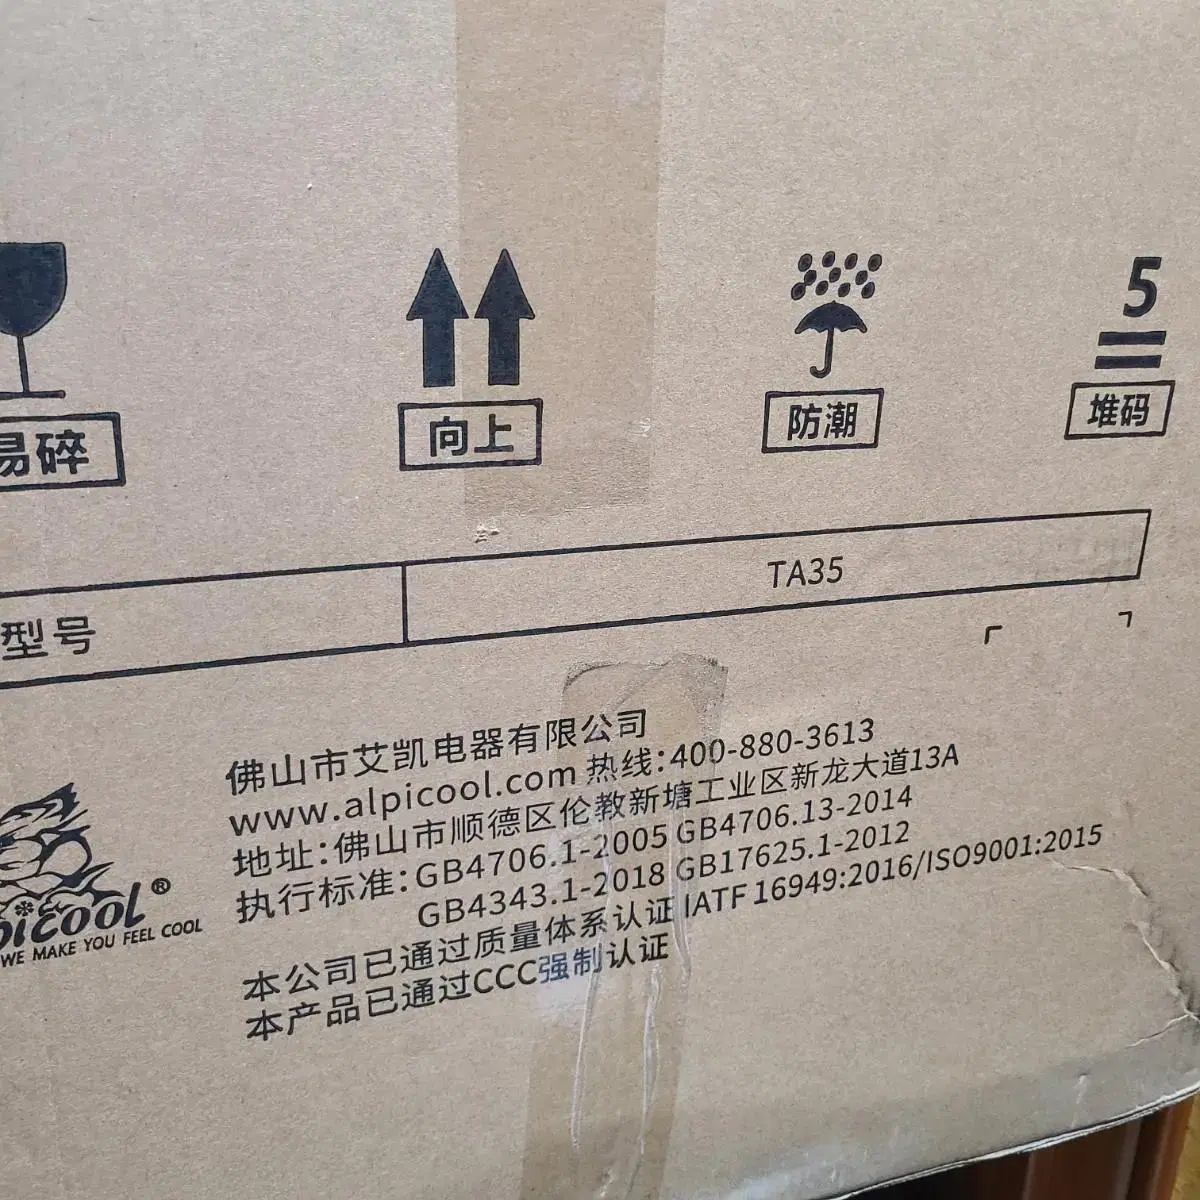 5
易碎
向上
防潮
堆码
型号
TA35
佛山市艾凯电器有限公司
www.alpicool.com 热线:400-880-3613
地址:佛山市顺德区伦教新塘工业区新龙大道13A
执行标准:GB4706.1-2005 GB4706.13-2014
GB4343.1-2018 GB17625.1-2012
本公司已通过质量体系认证 IATF 16949:2016/ISO9001:2015
本产品已通过CCC强制认证
picool®
WE MAKE YOU FEEL COOL